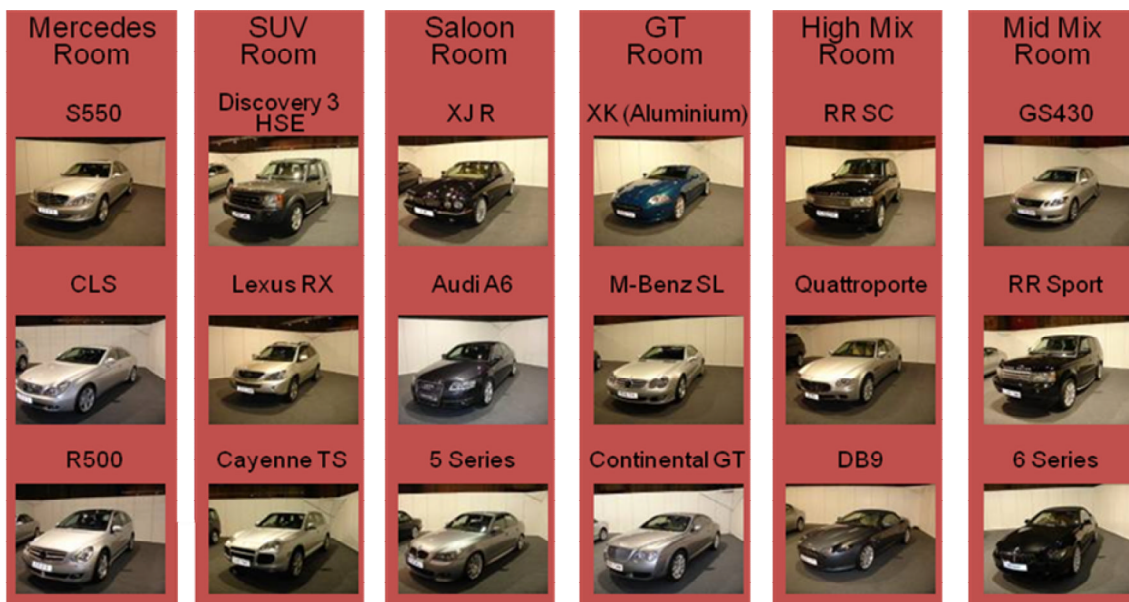 Mercedes
Room
S550
CLS
R500
SUV
Room
Discovery 3
HSE
Lexus RX
Cayenne TS
Saloon
Room
XJ R
Audi A6
5 Series
GT
Room
XK (Aluminium)
M-Benz SL
Continental GT
High Mix
Room
RR SC
Quattroporte
DB9
Mid Mix
Room
GS430
RR Sport
6 Series